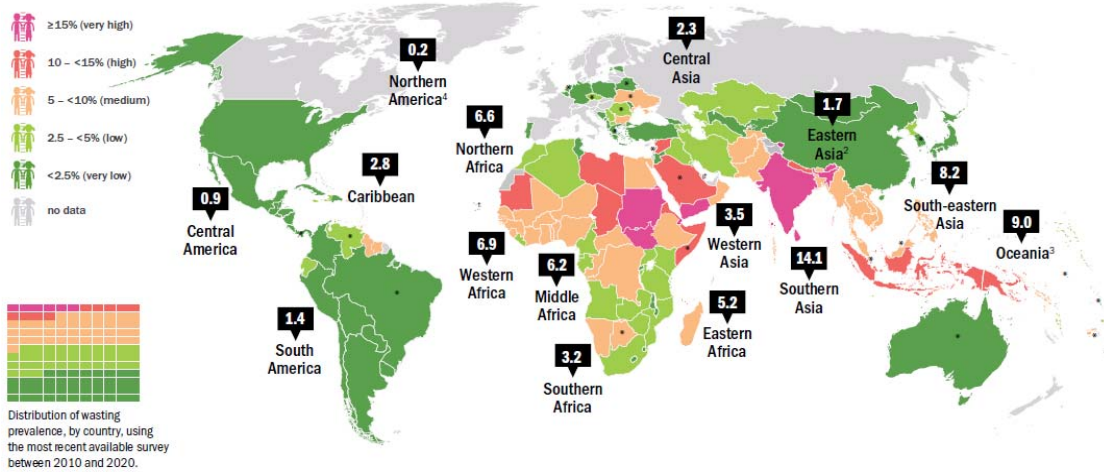 ≥15% (very high)
10 – <15% (high)
5 – <10% (medium)
2.5 – <5% (low)
<2.5% (very low)
no data
0.2
Northern
America⁴
2.3
Central
Asia
6.6
Northern Africa
1.7
Eastern
Asia²
2.8
Caribbean
0.9
Central
America
8.2
South-eastern
Asia
9.0
Oceania³
3.5
Western
Asia
14.1
Southern
Asia
6.9
Western
Africa
6.2
Middle
Africa
5.2
Eastern
Africa
1.4
South
America
3.2
Southern
Africa
Distribution of wasting
prevalence, by country, using
the most recent available survey
between 2010 and 2020.